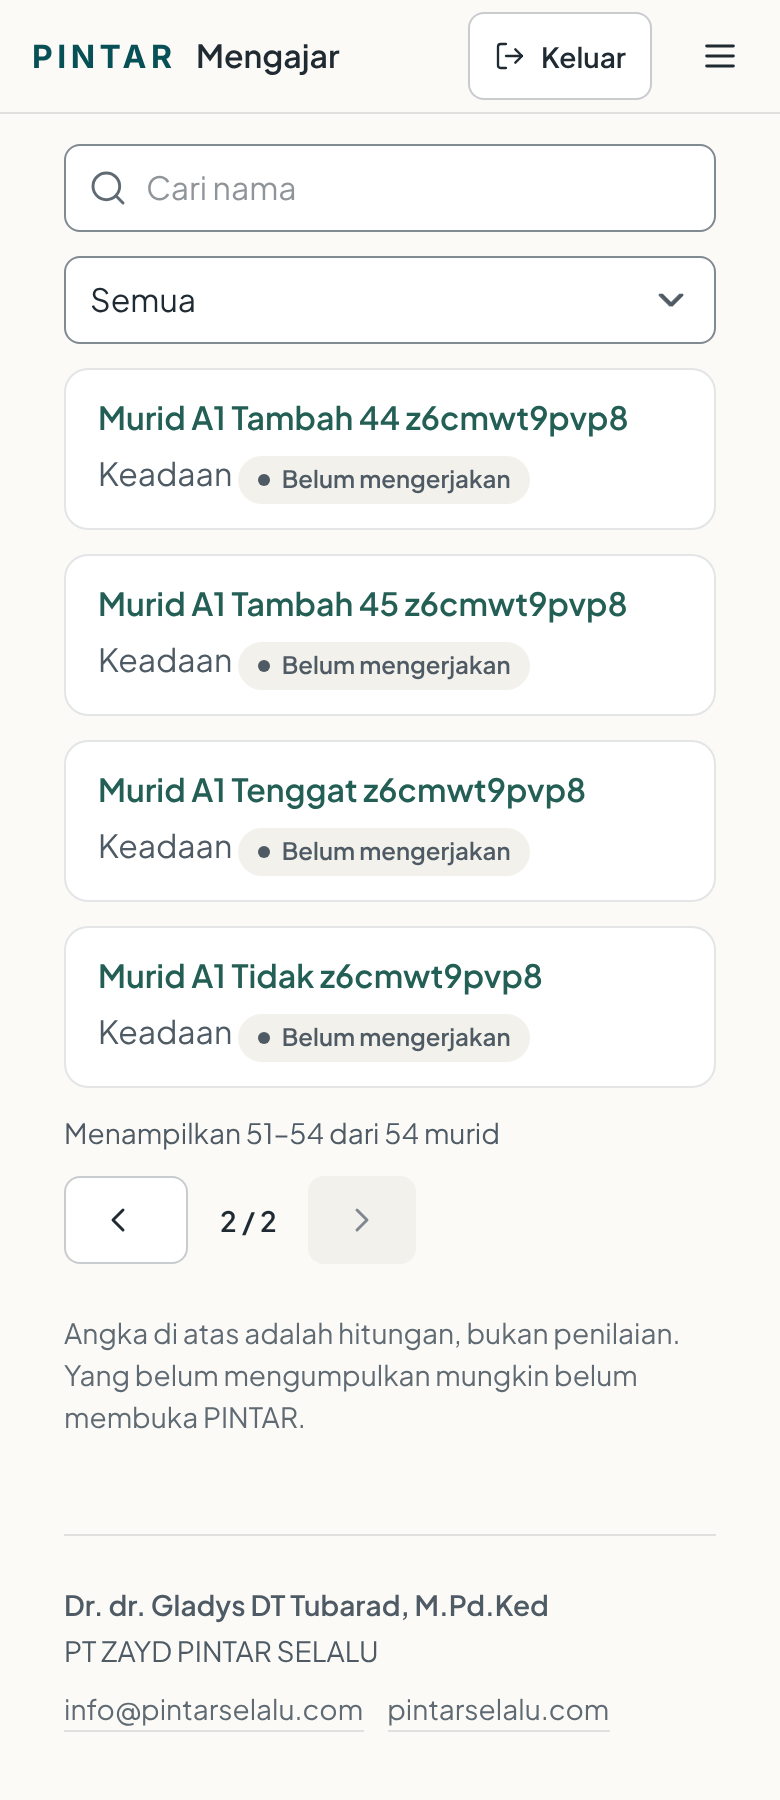 PINTAR Mengajar
Keluar
Cari nama
Semua
Murid A1 Tambah 44 z6cmwt9pvp8
Keadaan Belum mengerjakan
Murid A1 Tambah 45 z6cmwt9pvp8
Keadaan Belum mengerjakan
Murid A1 Tenggat z6cmwt9pvp8
Keadaan Belum mengerjakan
Murid A1 Tidak z6cmwt9pvp8
Keadaan Belum mengerjakan
Menampilkan 51–54 dari 54 murid
2 / 2
Angka di atas adalah hitungan, bukan penilaian.
Yang belum mengumpulkan mungkin belum
membuka PINTAR.
Dr. dr. Gladys DT Tubarad, M.Pd.Ked
PT ZAYD PINTAR SELALU
info@pintarselalu.com pintarselalu.com